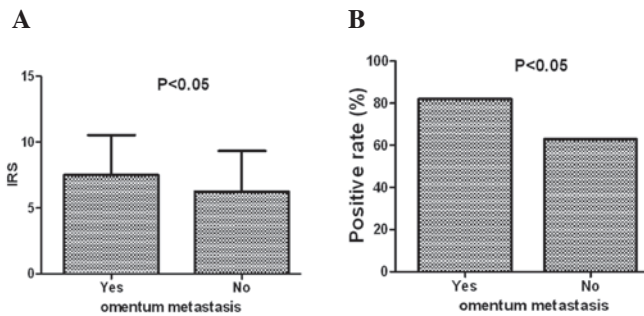 A
P<0.05
15
10
5
0
IRS
Yes No
omentum metastasis
B
P<0.05
100
80
60
40
20
0
Positive rate (%)
Yes No
omentum metastasis